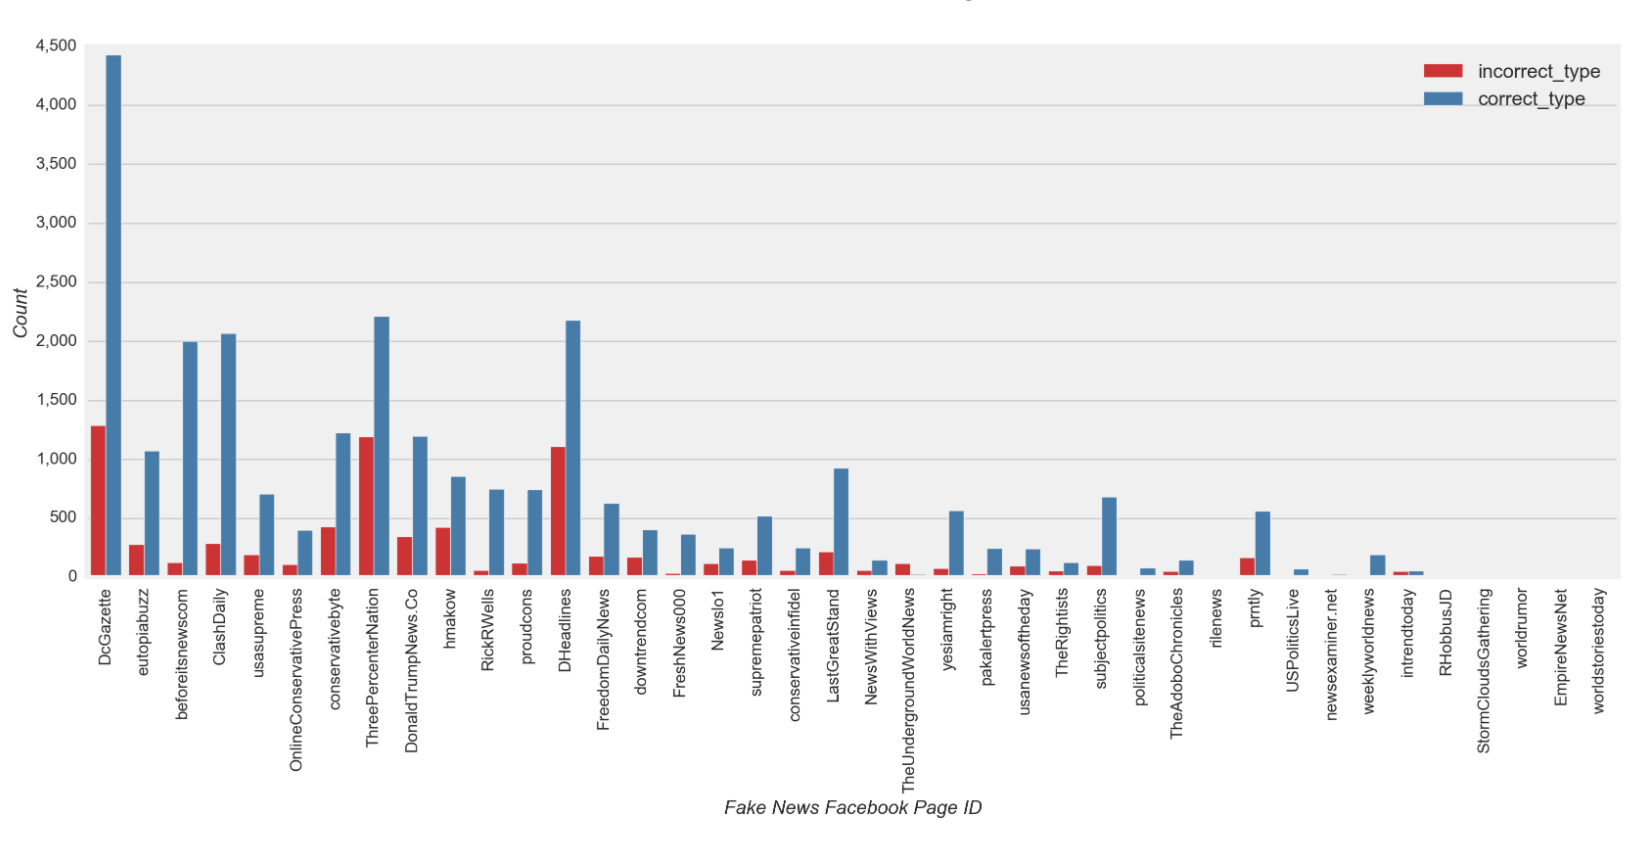 4,500
4,000
3,500
3,000
2,500
2,000
1,500
1,000
500
0
Count
incorrect_type
correct_type
DcGazette
eutopiabuzz
beforeitsnewscom
ClashDaily
usasupreme
OnlineConservativePress
conservativebyte
ThreePercenterNation
DonaldTrumpNews.Co
hmakow
RickRWells
proudcons
DHeadlines
FreedomDailyNews
downtrendcom
FreshNews000
Newslo1
supremepatriot
conservativeinfidel
LastGreatStand
NewsWithViews
TheUndergroundWorldNews
yesiamright
pakalertpress
usanewsoftheday
TheRightists
subjectpolitics
politicalsitenews
TheAdoboChronicles
rilenews
prntly
USPoliticsLive
newsexaminer.net
weeklyworldnews
intrendtoday
RHobbusJD
StormCloudsGathering
worldrumor
EmpireNewsNet
worldstoriestoday
Fake News Facebook Page ID